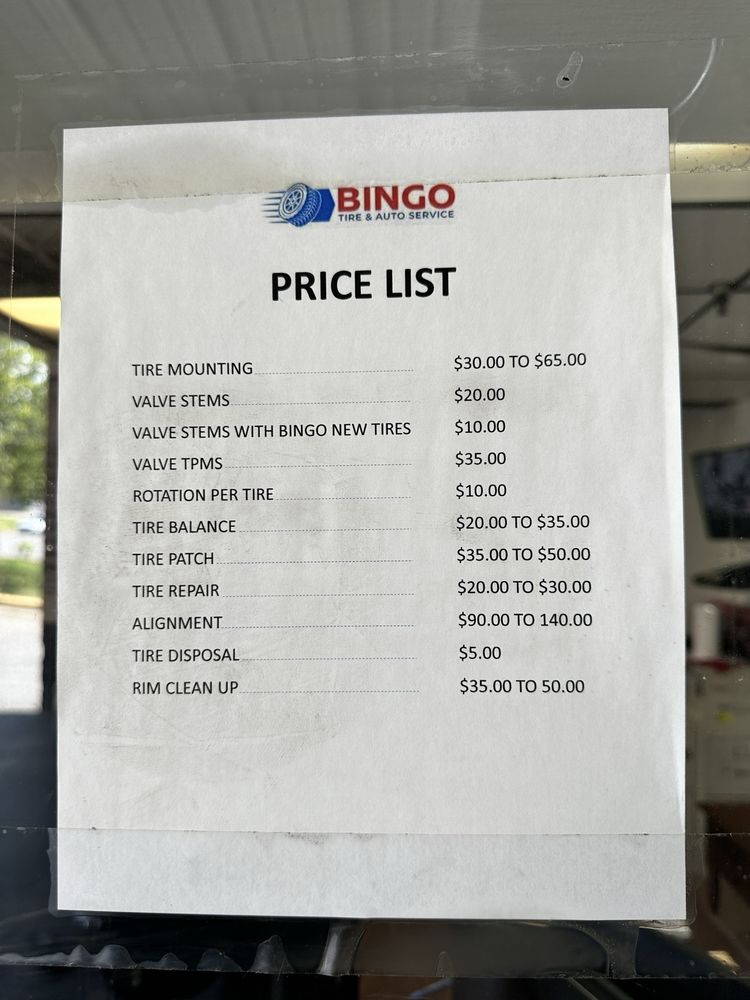 BINGO
TIRE & AUTO SERVICE
PRICE LIST
TIRE MOUNTING $30.00 TO $65.00
VALVE STEMS $20.00
VALVE STEMS WITH BINGO NEW TIRES $10.00
VALVE TPMS $35.00
ROTATION PER TIRE $10.00
TIRE BALANCE $20.00 TO $35.00
TIRE PATCH $35.00 TO $50.00
TIRE REPAIR $20.00 TO $30.00
ALIGNMENT $90.00 TO 140.00
TIRE DISPOSAL $5.00
RIM CLEAN UP $35.00 TO 50.00